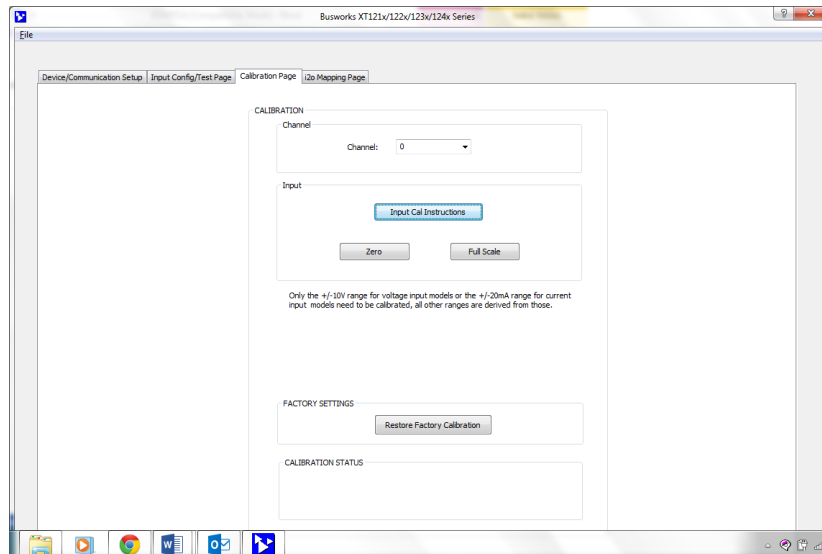 Busworks XT121x/122x/123x/124x Series
File
Device/Communication Setup
Input Config/Test Page
Calibration Page
i2o Mapping Page
CALIBRATION
Channel
Channel: 0
Input
Input Cal Instructions
Zero
Full Scale
Only the +/-10V range for voltage input models or the +/-20mA range for current
input models need to be calibrated, all other ranges are derived from those.
FACTORY SETTINGS
Restore Factory Calibration
CALIBRATION STATUS